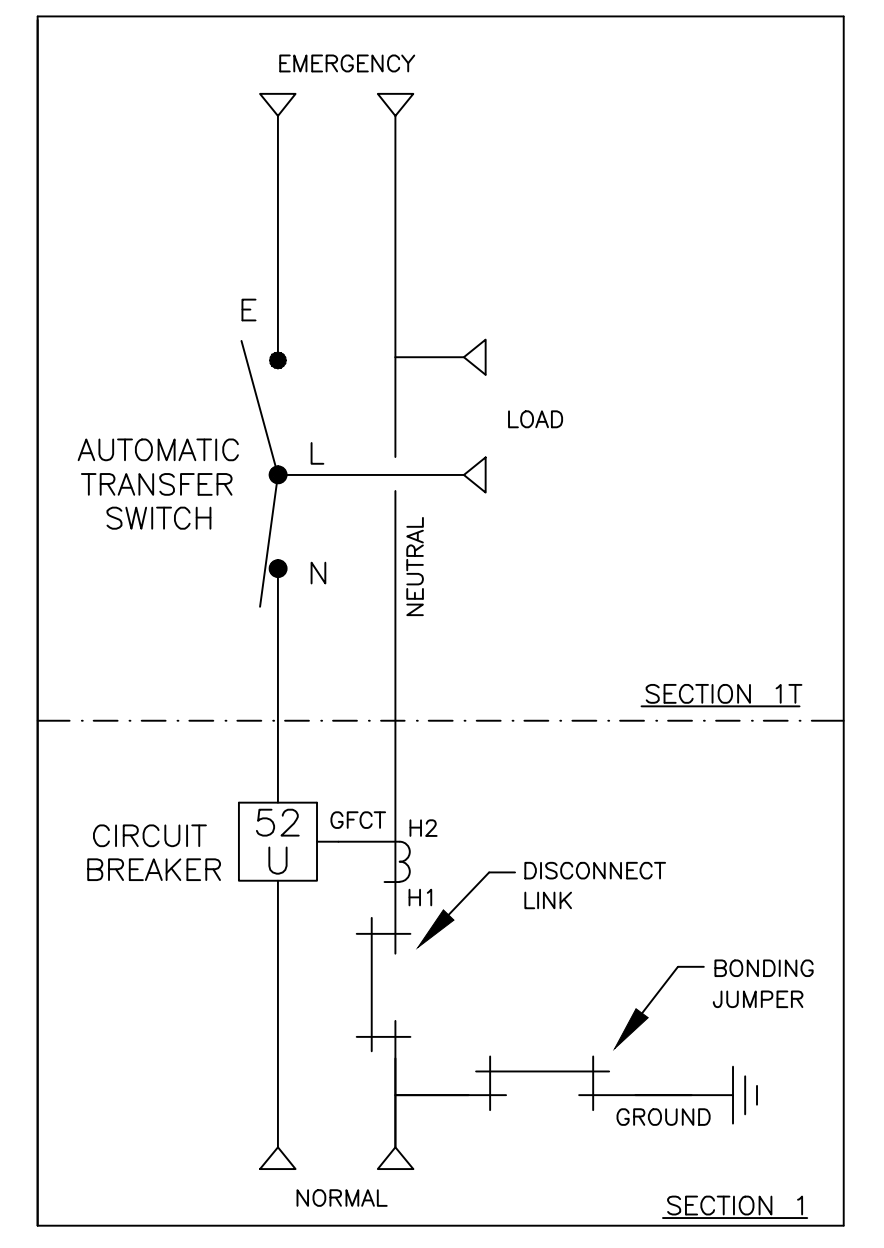 EMERGENCY
E
LOAD
AUTOMATIC
TRANSFER
SWITCH
L
N
NEUTRAL
SECTION 1T
CIRCUIT
BREAKER
52
U
GFCT
H2
H1
DISCONNECT
LINK
BONDING
JUMPER
GROUND
NORMAL
SECTION 1